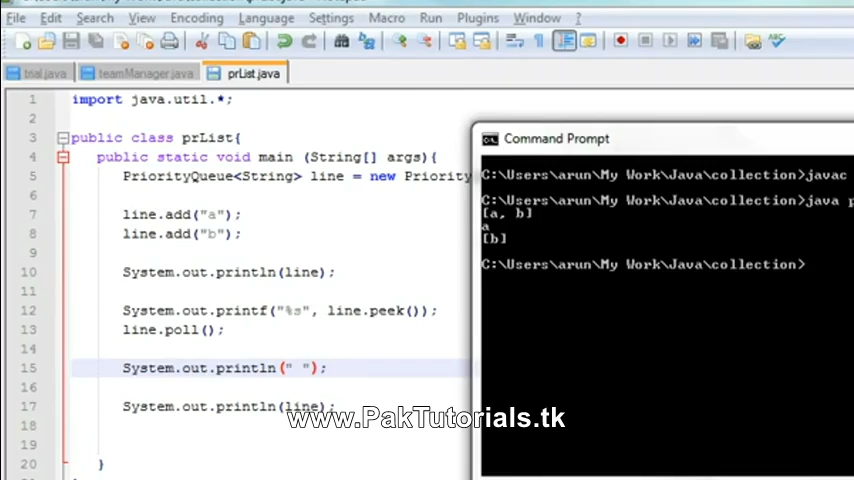 File Edit Search View Encoding Language Settings Macro Run Plugins Window
trial.java teamManager.java prList.java
1 import java.util.*;
2
3 public class prList{
4 public static void main (String[] args){
5 PriorityQueue<String> line = new Priority
6
7 line.add("a");
8 line.add("b");
9
10 System.out.println(line);
11
12 System.out.printf("%s", line.peek());
13 line.poll();
14
15 System.out.println(" ");
16
17 System.out.println(line);
18
19
20 }
Command Prompt
C:\Users\arun\My Work\Java\collection>javac
C:\Users\arun\My Work\Java\collection>java p
[a, b]
a
[b]
C:\Users\arun\My Work\Java\collection>
www.PakTutorials.tk